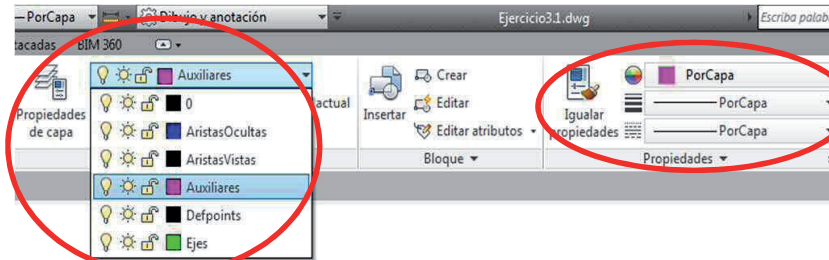 PorCapa Dibujo y anotación Ejercicio3.1.dwg Escriba palab
tacadas BIM 360
Propiedades de capa
Auxiliares
0
AristasOcultas
AristasVistas
Auxiliares
Defpoints
Ejes
actual
Insertar
Crear
Editar
Editar atributos
Bloque
Igualar propiedades
PorCapa
PorCapa
PorCapa
Propiedades